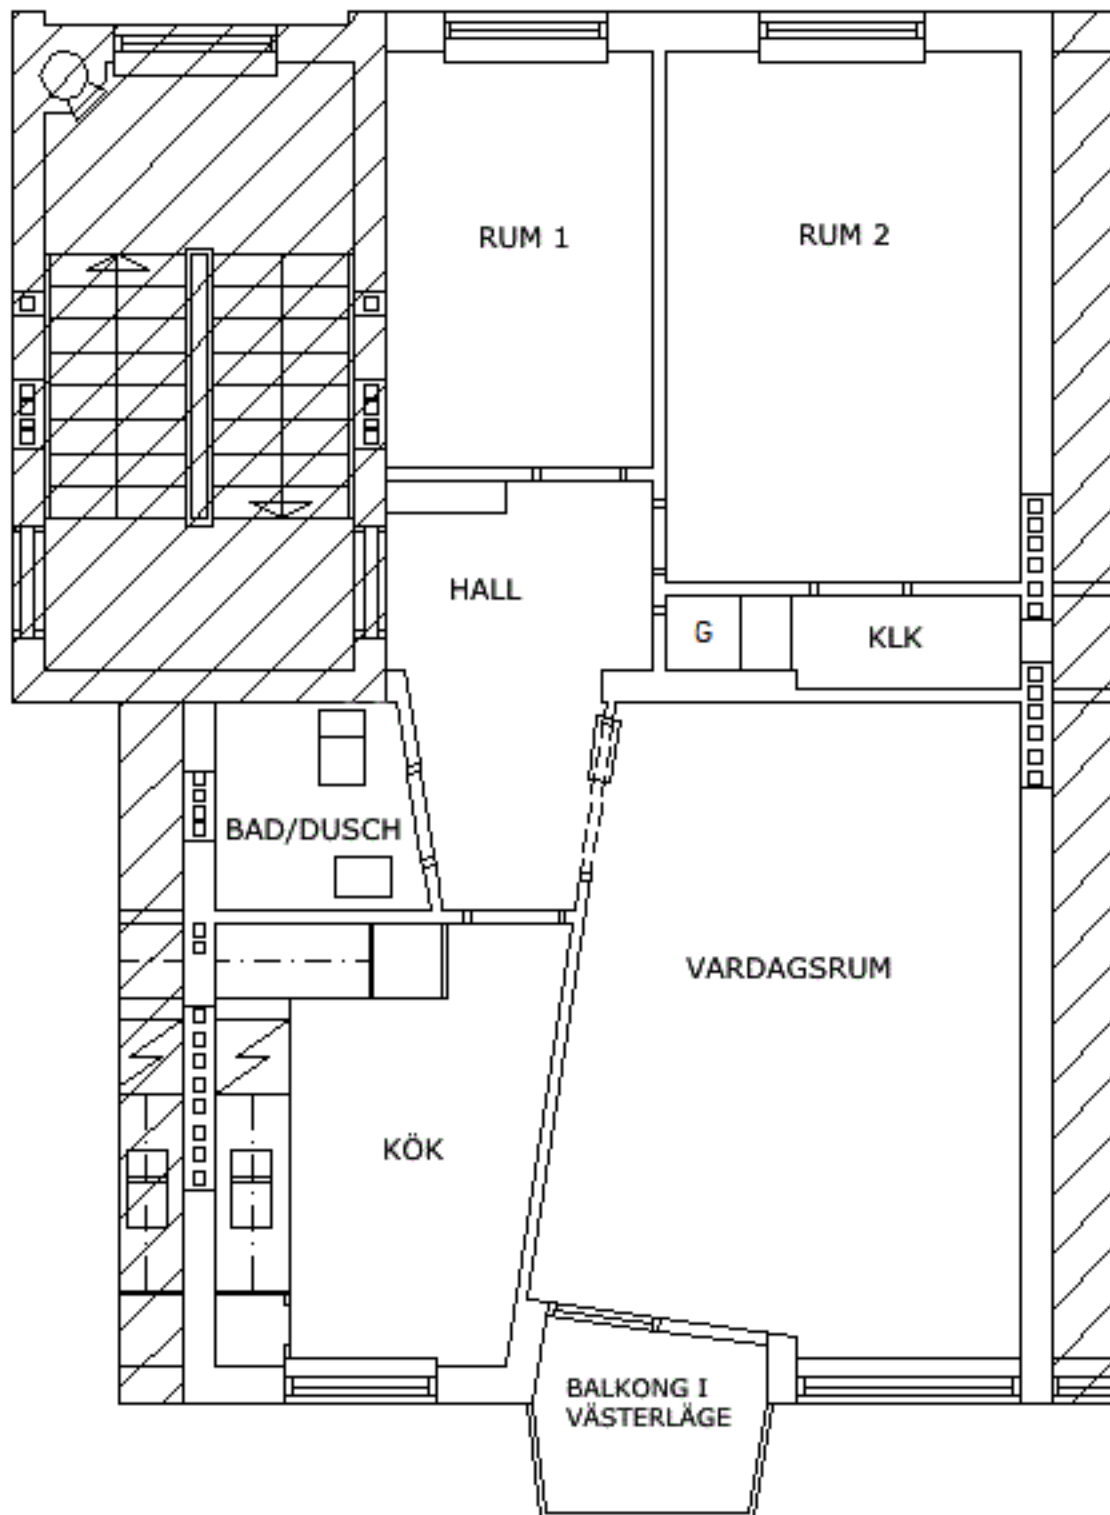 RUM 1
RUM 2
HALL
G
KLK
BAD/DUSCH
VARDAGSRUM
KÖK
BALKONG I
VÄSTERLÄGE